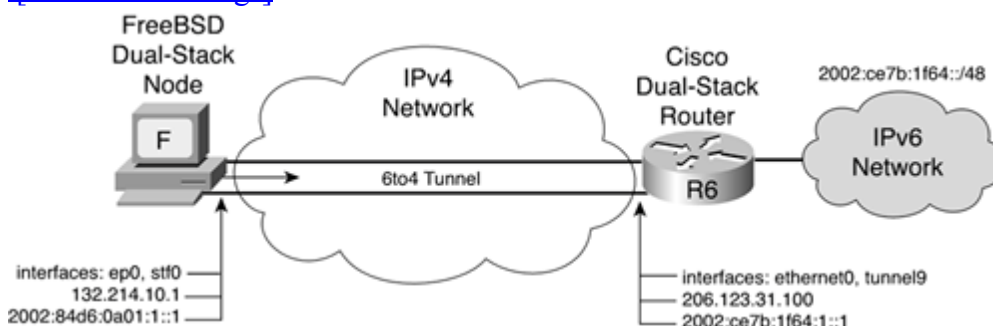 FreeBSD
Dual-Stack
Node
F
IPv4
Network
6to4 Tunnel
Cisco
Dual-Stack
Router
R6
2002:ce7b:1f64::/48
IPv6
Network
interfaces: ep0, stf0
132.214.10.1
2002:84d6:0a01:1::1
interfaces: ethernet0, tunnel9
206.123.31.100
2002:ce7b:1f64:1::1